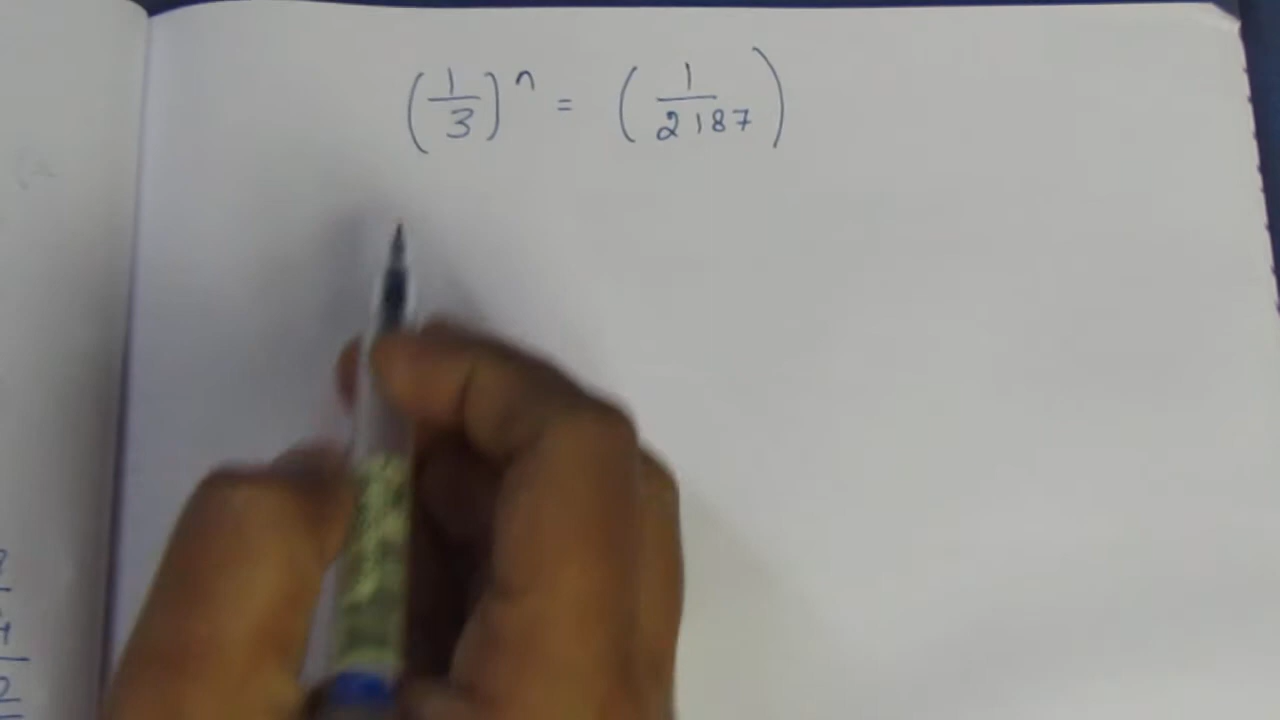 (1/3)^n = (1/2187)